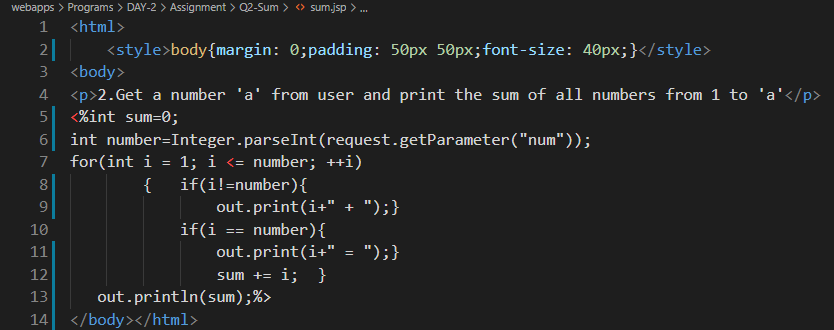 webapps > Programs > DAY-2 > Assignment > Q2-Sum > <> sum.jsp > ...
1 <html>
2 <style>body{margin: 0;padding: 50px 50px;font-size: 40px;}</style>
3 <body>
4 <p>2.Get a number 'a' from user and print the sum of all numbers from 1 to 'a'</p>
5 <%int sum=0;
6 int number=Integer.parseInt(request.getParameter("num"));
7 for(int i = 1; i <= number; ++i)
8 { if(i!=number){
9 out.print(i+" + ");}
10 if(i == number){
11 out.print(i+" = ");}
12 sum += i; }
13 out.println(sum);%>
14 </body></html>